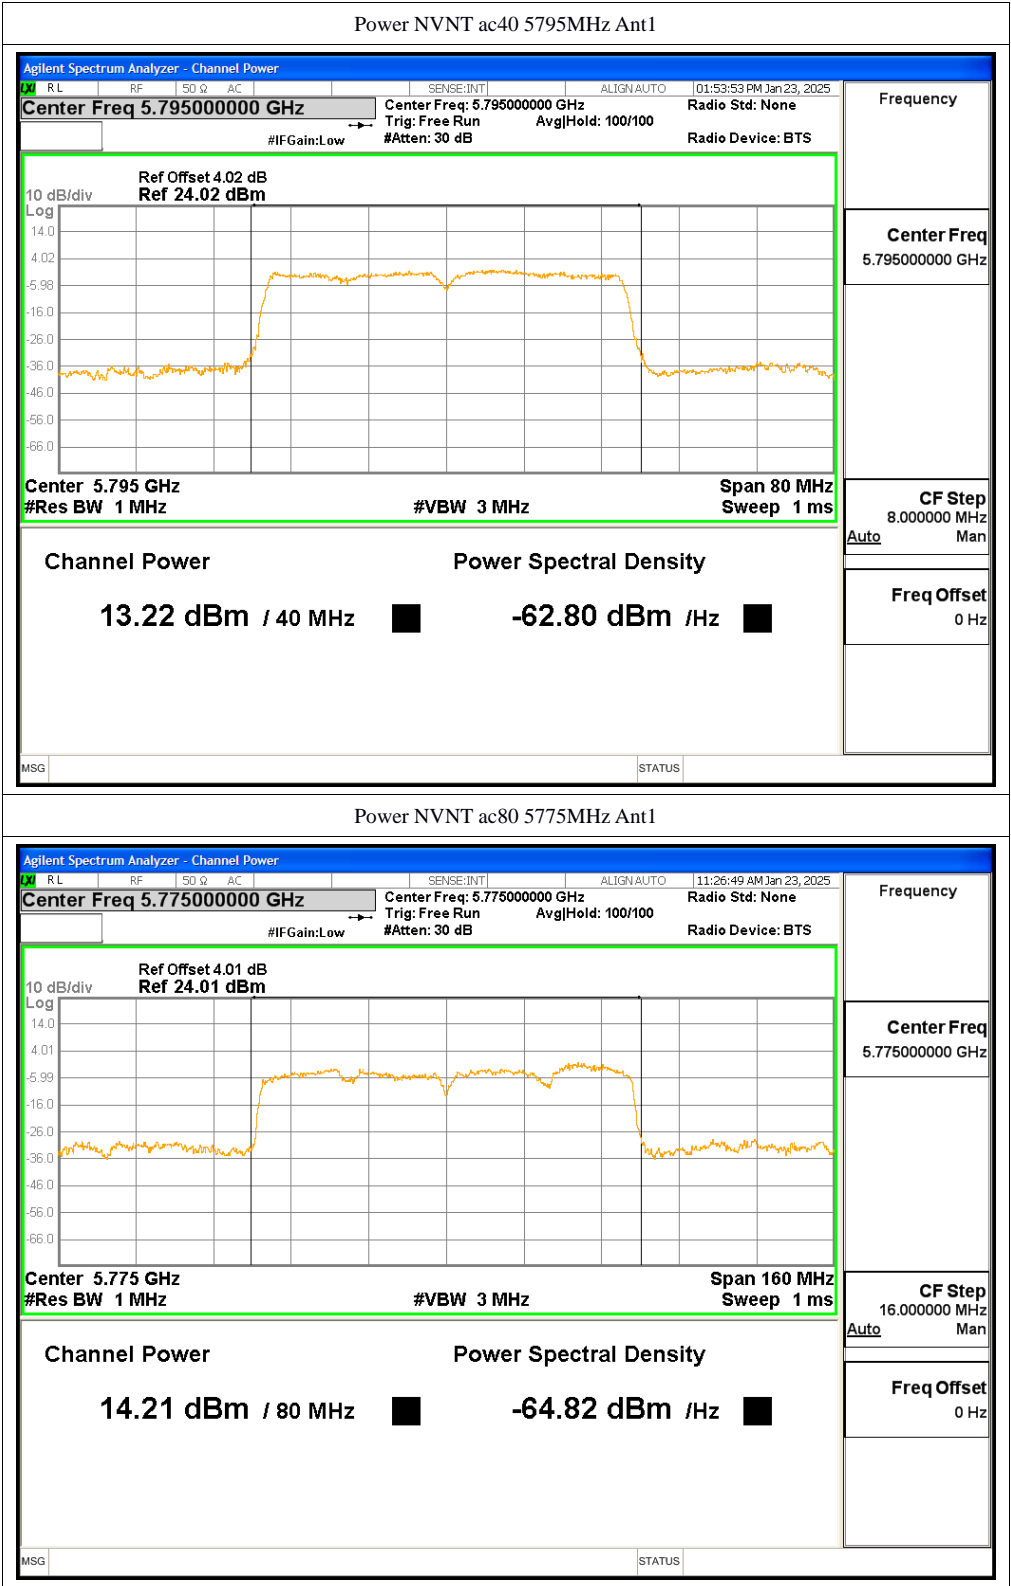 Power NVNT ac40 5795MHz Ant1
Agilent Spectrum Analyzer - Channel Power
LXI RL RF 50 Ω AC SENSE:INT ALIGN AUTO 01:53:53 PM Jan 23, 2025
Center Freq 5.795000000 GHz
Center Freq: 5.795000000 GHz Radio Std: None
Trig: Free Run Avg|Hold: 100/100
#IFGain:Low #Atten: 30 dB Radio Device: BTS
Frequency
Ref Offset 4.02 dB
10 dB/div Ref 24.02 dBm
Log
14.0
4.02
-5.98
-16.0
-26.0
-36.0
-46.0
-56.0
-66.0
Center Freq
5.795000000 GHz
Center 5.795 GHz Span 80 MHz
#Res BW 1 MHz #VBW 3 MHz Sweep 1 ms
CF Step
8.000000 MHz
Auto Man
Channel Power Power Spectral Density
13.22 dBm / 40 MHz -62.80 dBm /Hz
Freq Offset
0 Hz
MSG STATUS
Power NVNT ac80 5775MHz Ant1
Agilent Spectrum Analyzer - Channel Power
LXI RL RF 50 Ω AC SENSE:INT ALIGN AUTO 11:26:49 AM Jan 23, 2025
Center Freq 5.775000000 GHz
Center Freq: 5.775000000 GHz Radio Std: None
Trig: Free Run Avg|Hold: 100/100
#IFGain:Low #Atten: 30 dB Radio Device: BTS
Frequency
Ref Offset 4.01 dB
10 dB/div Ref 24.01 dBm
Log
14.0
4.01
-5.99
-16.0
-26.0
-36.0
-46.0
-56.0
-66.0
Center Freq
5.775000000 GHz
Center 5.775 GHz Span 160 MHz
#Res BW 1 MHz #VBW 3 MHz Sweep 1 ms
CF Step
16.000000 MHz
Auto Man
Channel Power Power Spectral Density
14.21 dBm / 80 MHz -64.82 dBm /Hz
Freq Offset
0 Hz
MSG STATUS